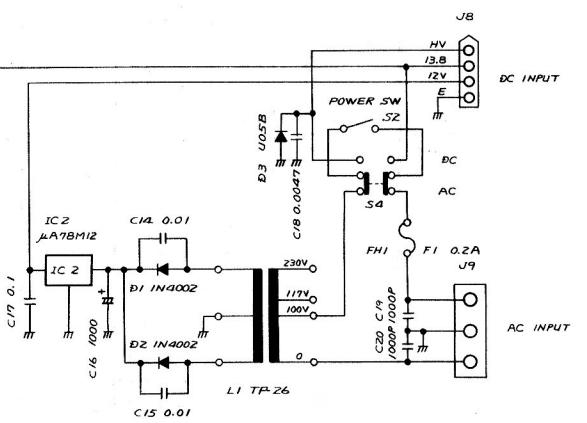 J8
HV
13.8
12V
E
DC INPUT
POWER SW
S2
D3 U05B
C18 0.0047
DC
AC
S4
C14 0.01
IC2
μA78M12
IC 2
D1 1N4002
230V
117V
100V
0
FH1 F1 0.2A
J9
C17 0.1
C16 1000
+
D2 1N4002
C19 1000P
C20 1000P
AC INPUT
L1 TP-26
C15 0.01